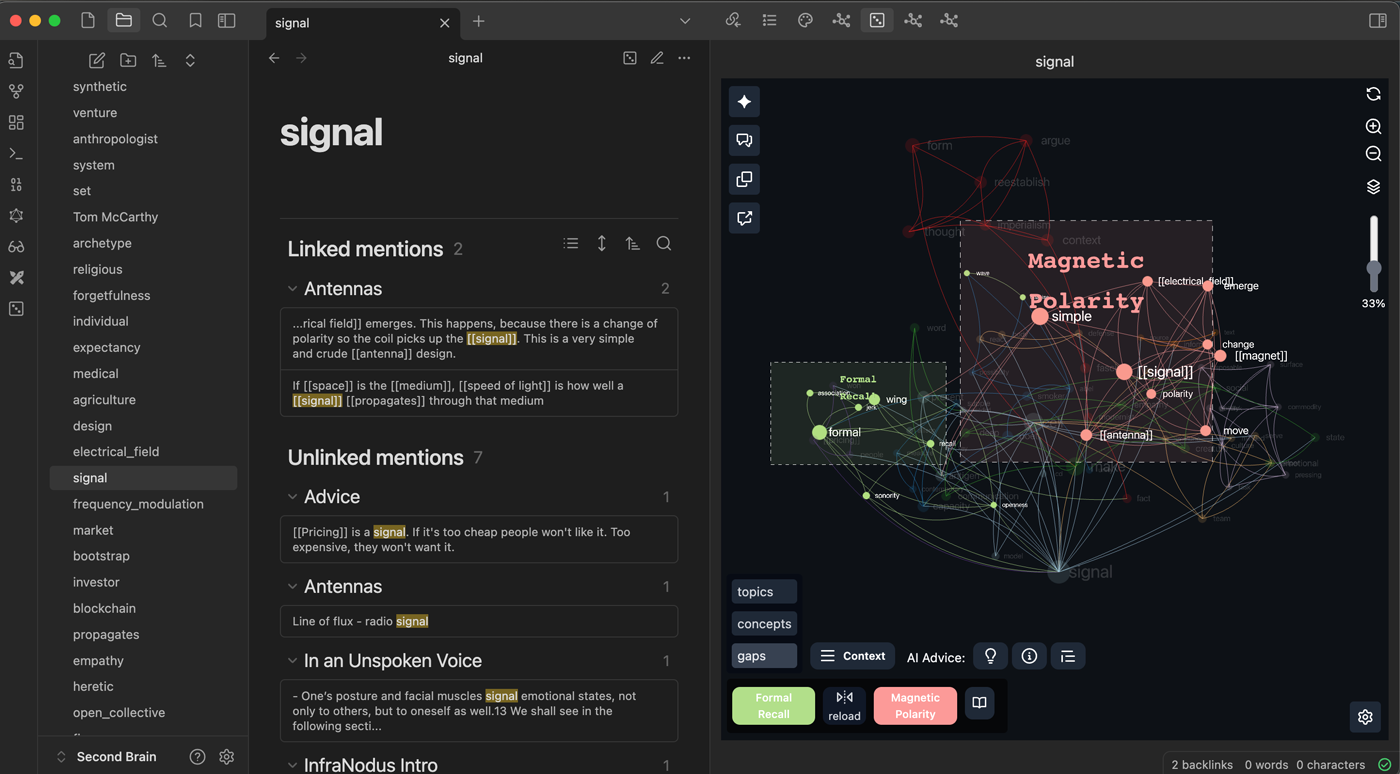 signal
signal
signal
synthetic
venture
anthropologist
system
set
Tom McCarthy
archetype
religious
forgetfulness
individual
expectancy
medical
agriculture
design
electrical_field
signal
frequency_modulation
market
bootstrap
investor
blockchain
propagates
empathy
heretic
open_collective
Second Brain
signal
Linked mentions 2
Antennas 2
...rical field]] emerges. This happens, because there is a change of
polarity so the coil picks up the [[signal]]. This is a very simple
and crude [[antenna]] design.
If [[space]] is the [[medium]], [[speed of light]] is how well a
[[signal]] [[propagates]] through that medium
Unlinked mentions 7
Advice 1
[[Pricing]] is a signal. If it's too cheap people won't like it. Too
expensive, they won't want it.
Antennas 1
Line of flux - radio signal
In an Unspoken Voice 1
- One's posture and facial muscles signal emotional states, not
only to others, but to oneself as well.13 We shall see in the
following secti...
InfraNodus Intro 1
33%
form
argue
reestablish
thought
imperialism
context
Magnetic
Polarity
wave
[[electrical_field]]
emerge
simple
word
change
[[magnet]]
[[signal]]
polarity
Formal
Recall
association
jerk
wing
formal
recall
[[antenna]]
move
commodity
state
make
sonority
openness
capacity
fact
team
model
signal
topics
concepts
gaps
Context
AI Advice:
Formal
Recall
reload
Magnetic
Polarity
2 backlinks 0 words 0 characters